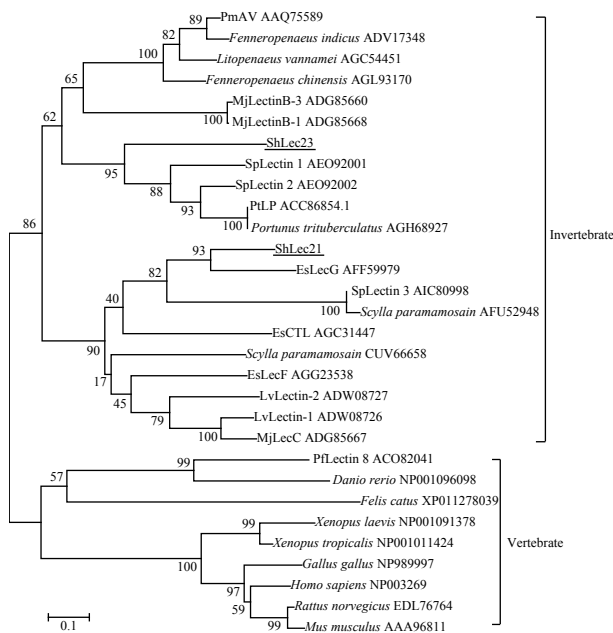 PmAV AAQ75589
89
Fenneropenaeus indicus ADV17348
82
Litopenaeus vannamei AGC54451
100
Fenneropenaeus chinensis AGL93170
65
MjLectinB-3 ADG85660
100
MjLectinB-1 ADG85668
62
ShLec23
95
SpLectin 1 AEO92001
88
SpLectin 2 AEO92002
93
PtLP ACC86854.1
100
Portunus trituberculatus AGH68927
86
Invertebrate
93
ShLec21
82
EsLecG AFF59979
SpLectin 3 AIC80998
40
100
Scylla paramamosain AFU52948
EsCTL AGC31447
90
Scylla paramamosain CUV66658
17
EsLecF AGG23538
45
LvLectin-2 ADW08727
79
LvLectin-1 ADW08726
100
MjLecC ADG85667
PfLectin 8 ACO82041
99
57
Danio rerio NP001096098
Felis catus XP011278039
Xenopus laevis NP001091378
99
Xenopus tropicalis NP001011424
Vertebrate
100
Gallus gallus NP989997
97
Homo sapiens NP003269
59
Rattus norvegicus EDL76764
99
Mus musculus AAA96811
0.1